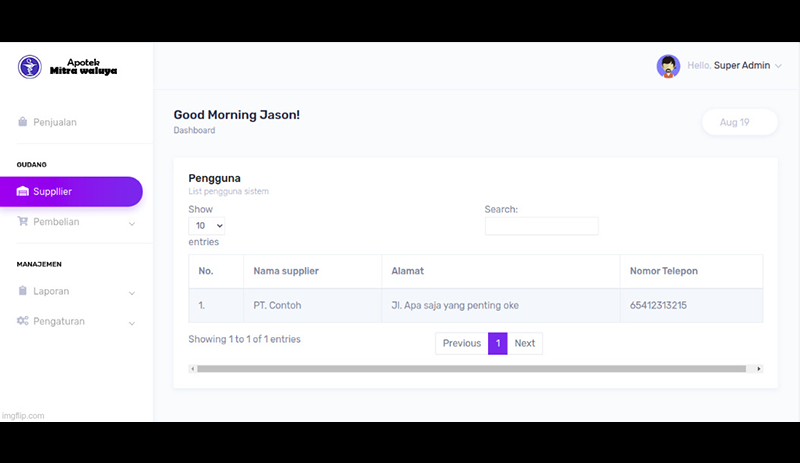 Apotek
Mitra waluya
Hello, Super Admin
Penjualan
GUDANG
Suppllier
Pembelian
MANAJEMEN
Laporan
Pengaturan
Good Morning Jason!
Dashboard
Aug 19
Pengguna
List pengguna sistem
Show
10
entries
Search:
No. Nama supplier Alamat Nomor Telepon
1. PT. Contoh Jl. Apa saja yang penting oke 65412313215
Showing 1 to 1 of 1 entries
Previous 1 Next
imgflip.com